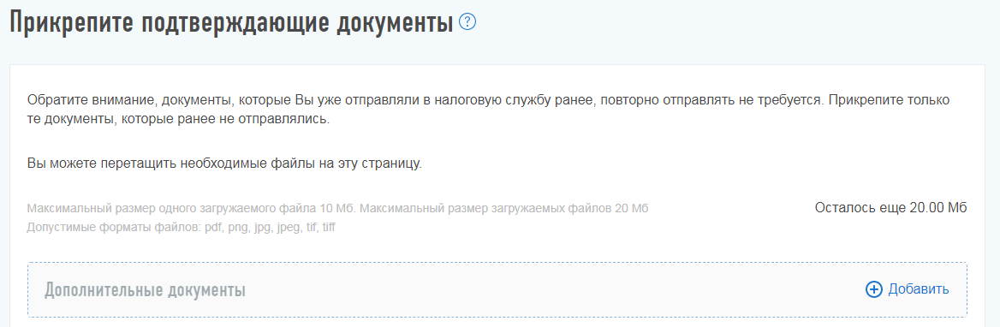 Прикрепите подтверждающие документы ?
Обратите внимание, документы, которые Вы уже отправляли в налоговую службу ранее, повторно отправлять не требуется. Прикрепите только
те документы, которые ранее не отправлялись.
Вы можете перетащить необходимые файлы на эту страницу.
Максимальный размер одного загружаемого файла 10 Мб. Максимальный размер загружаемых файлов 20 Мб
Осталось еще 20.00 Мб
Допустимые форматы файлов: pdf, png, jpg, jpeg, tif, tiff
Дополнительные документы
Добавить